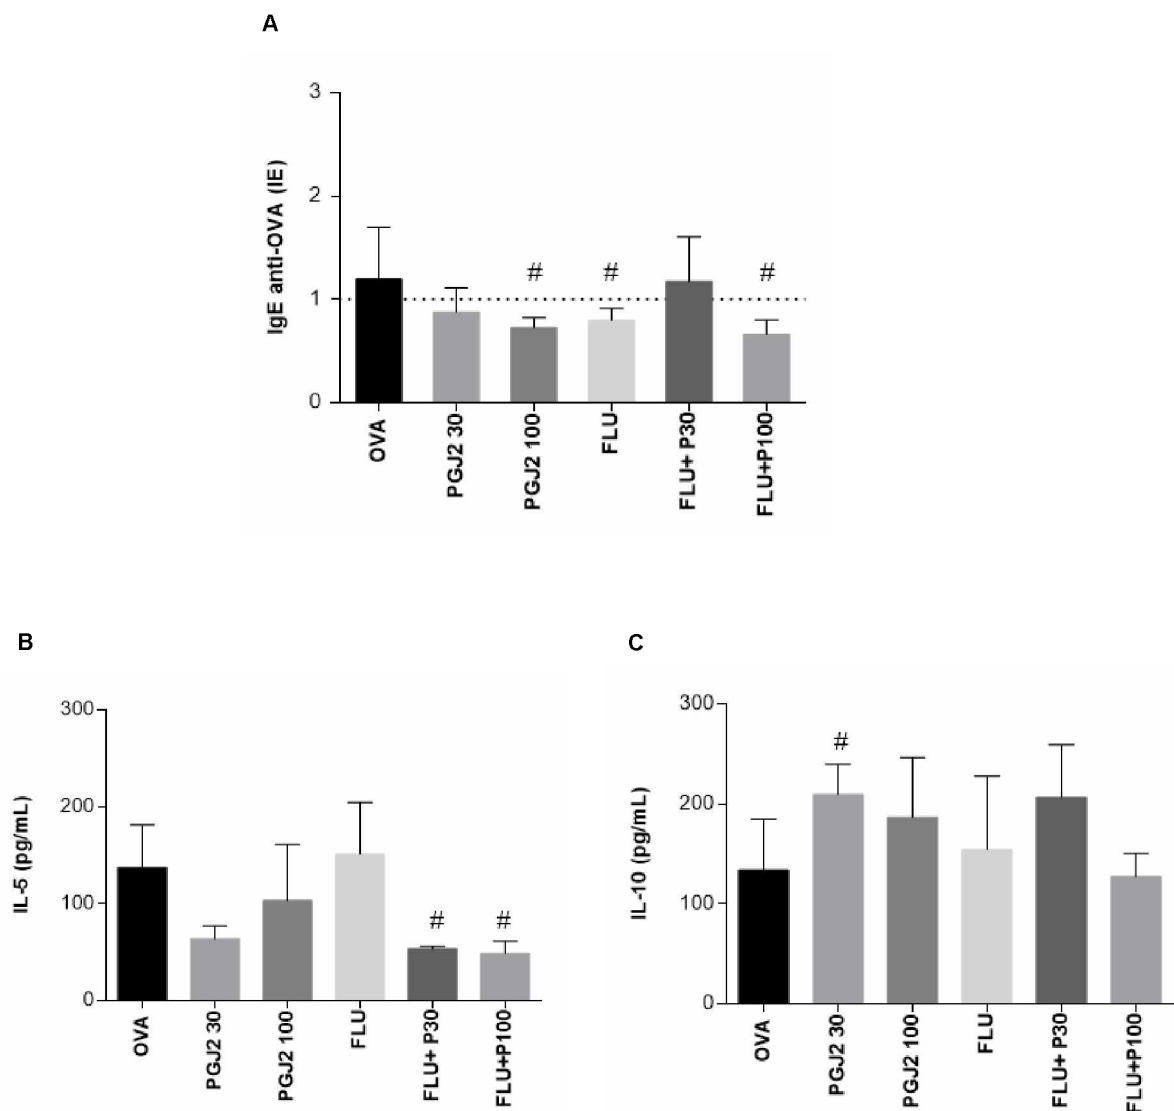 A
IgE anti-OVA (IE)
3
2
1
0
# # #
OVA
PGJ2 30
PGJ2 100
FLU
FLU+ P30
FLU+P100
B
IL-5 (pg/mL)
300
200
100
0
# #
OVA
PGJ2 30
PGJ2 100
FLU
FLU+ P30
FLU+P100
C
IL-10 (pg/mL)
300
200
100
0
#
OVA
PGJ2 30
PGJ2 100
FLU
FLU+ P30
FLU+P100